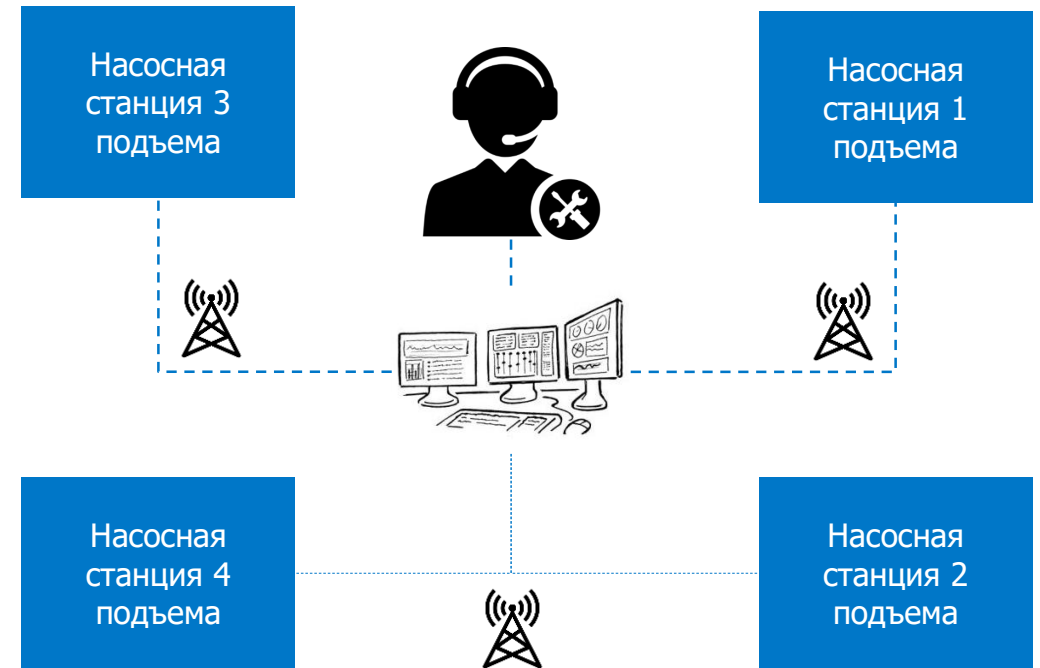 Насосная
станция 3
подъема
Насосная
станция 1
подъема
Насосная
станция 4
подъема
Насосная
станция 2
подъема